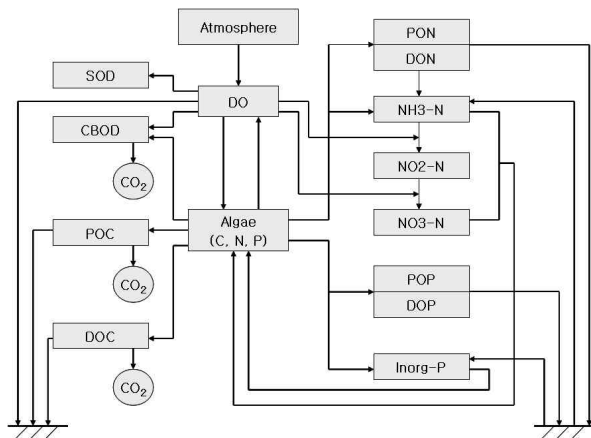 Atmosphere
PON
DON
SOD
DO
NH3-N
CBOD
CO2
NO2-N
Algae
(C, N, P)
NO3-N
POC
CO2
POP
DOP
DOC
Inorg-P
CO2